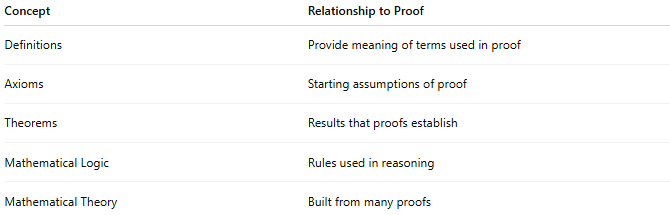 Concept Relationship to Proof
Definitions Provide meaning of terms used in proof
Axioms Starting assumptions of proof
Theorems Results that proofs establish
Mathematical Logic Rules used in reasoning
Mathematical Theory Built from many proofs